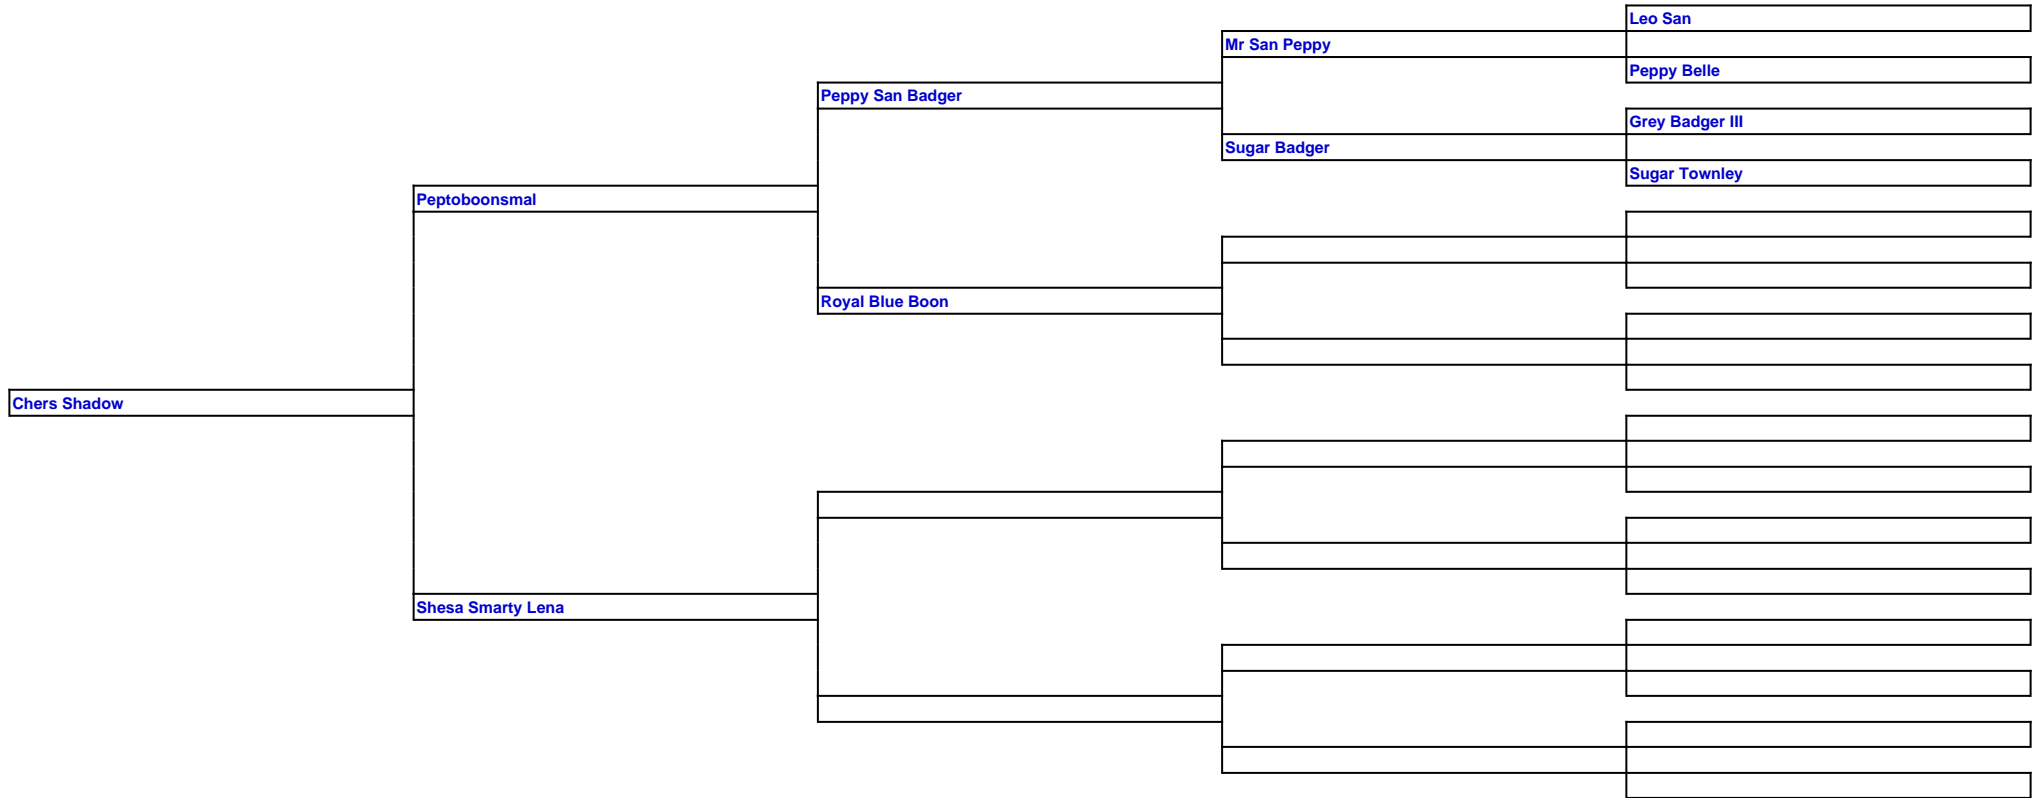 Leo San
Mr San Peppy
Peppy Belle
Peppy San Badger
Grey Badger III
Sugar Badger
Sugar Townley
Peptoboonsmal
Royal Blue Boon
Chers Shadow
Shesa Smarty Lena